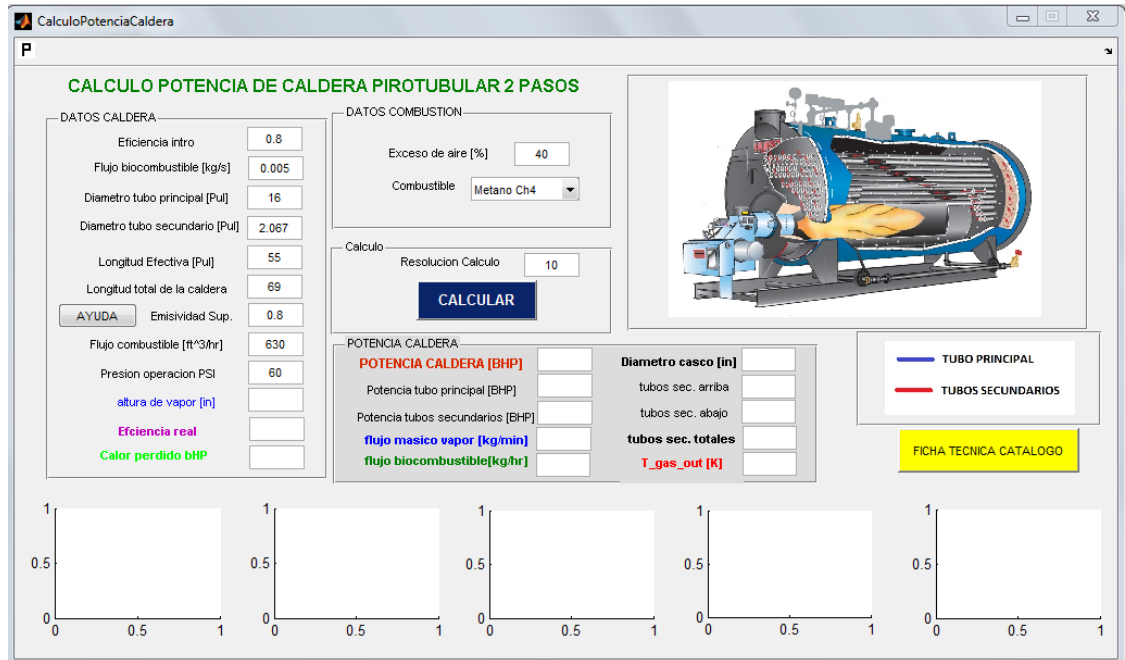 CalculoPotenciaCaldera
P
CALCULO POTENCIA DE CALDERA PIROTUBULAR 2 PASOS
DATOS CALDERA
Eficiencia intro 0.8
Flujo biocombustible [kg/s] 0.005
Diametro tubo principal [Pul] 16
Diametro tubo secundario [Pul] 2.067
Longitud Efectiva [Pul] 55
Longitud total de la caldera 69
AYUDA Emisividad Sup. 0.8
Flujo combustible [ft^3/hr] 630
Presion operacion PSI 60
altura de vapor [in]
Efciencia real
Calor perdido bHP
DATOS COMBUSTION
Exceso de aire [%] 40
Combustible Metano Ch4
Calculo
Resolucion Calculo 10
CALCULAR
POTENCIA CALDERA
POTENCIA CALDERA [BHP]
Potencia tubo principal [BHP]
Potencia tubos secundarios [BHP]
flujo masico vapor [kg/min]
flujo biocombustible[kg/hr]
Diametro casco [in]
tubos sec. arriba
tubos sec. abajo
tubos sec. totales
T_gas_out [K]
TUBO PRINCIPAL
TUBOS SECUNDARIOS
FICHA TECNICA CATALOGO
1
0.5
0
0 0.5 1
1
0.5
0
0 0.5 1
1
0.5
0
0 0.5 1
1
0.5
0
0 0.5 1
1
0.5
0
0 0.5 1